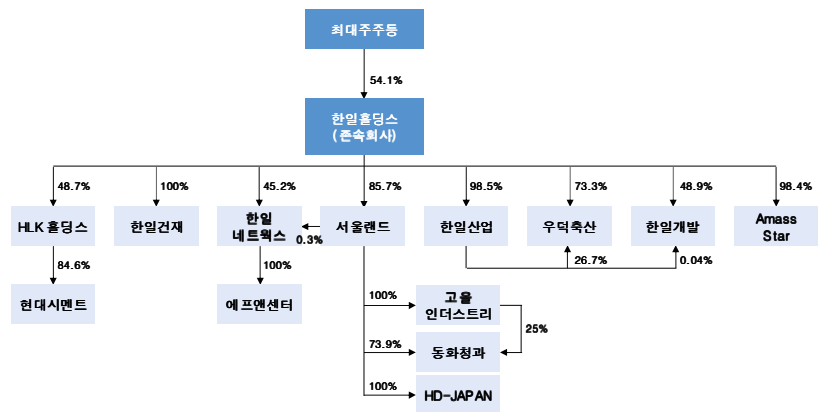 최대주주등
54.1%
한일홀딩스
(존속회사)
48.7%
100%
45.2%
85.7%
98.5%
73.3%
48.9%
98.4%
HLK홀딩스
한일건재
한일
네트웍스
0.3%
서울랜드
한일산업
우덕축산
한일개발
Amass
Star
84.6%
100%
26.7%
0.04%
현대시멘트
에프앤센터
100%
고울
인더스트리
25%
73.9%
동화청과
100%
HD-JAPAN